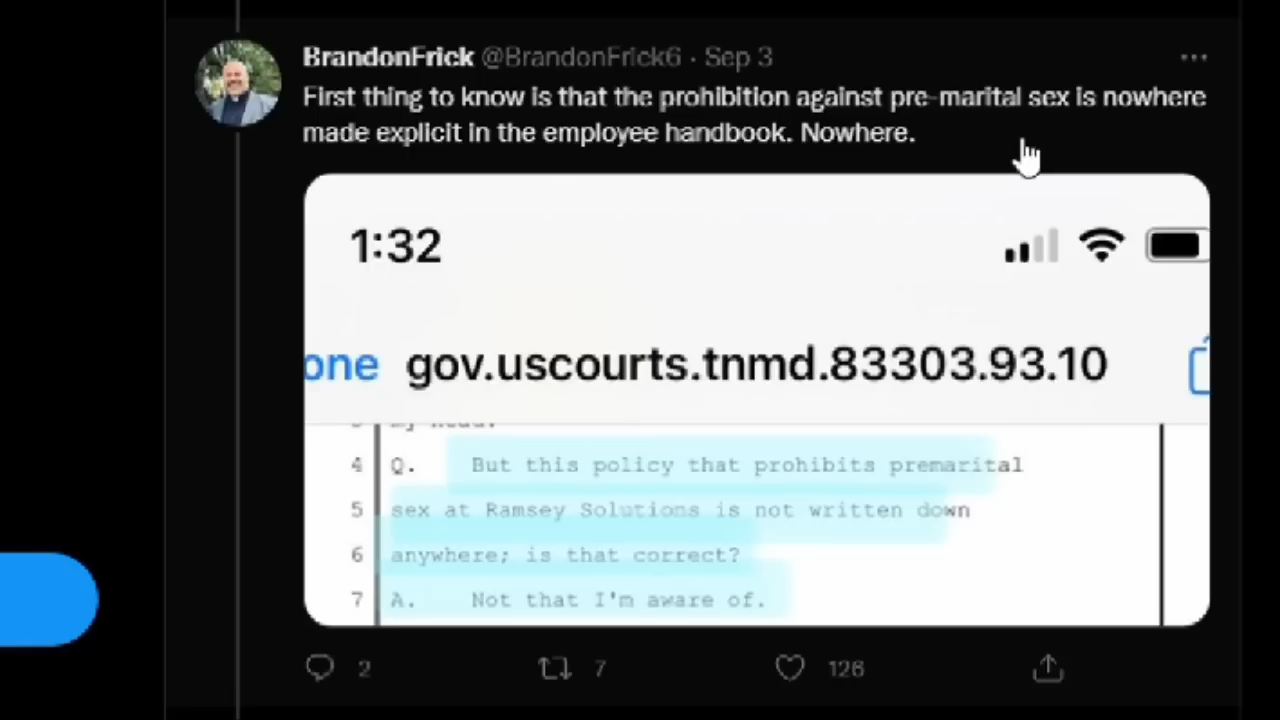 BrandonFrick @BrandonFrick6 · Sep 3
First thing to know is that the prohibition against pre-marital sex is nowhere
made explicit in the employee handbook. Nowhere.
1:32
one gov.uscourts.tnmd.83303.93.10
4 Q. But this policy that prohibits premarital
5 sex at Ramsey Solutions is not written down
6 anywhere; is that correct?
7 A. Not that I'm aware of.
2 7 126